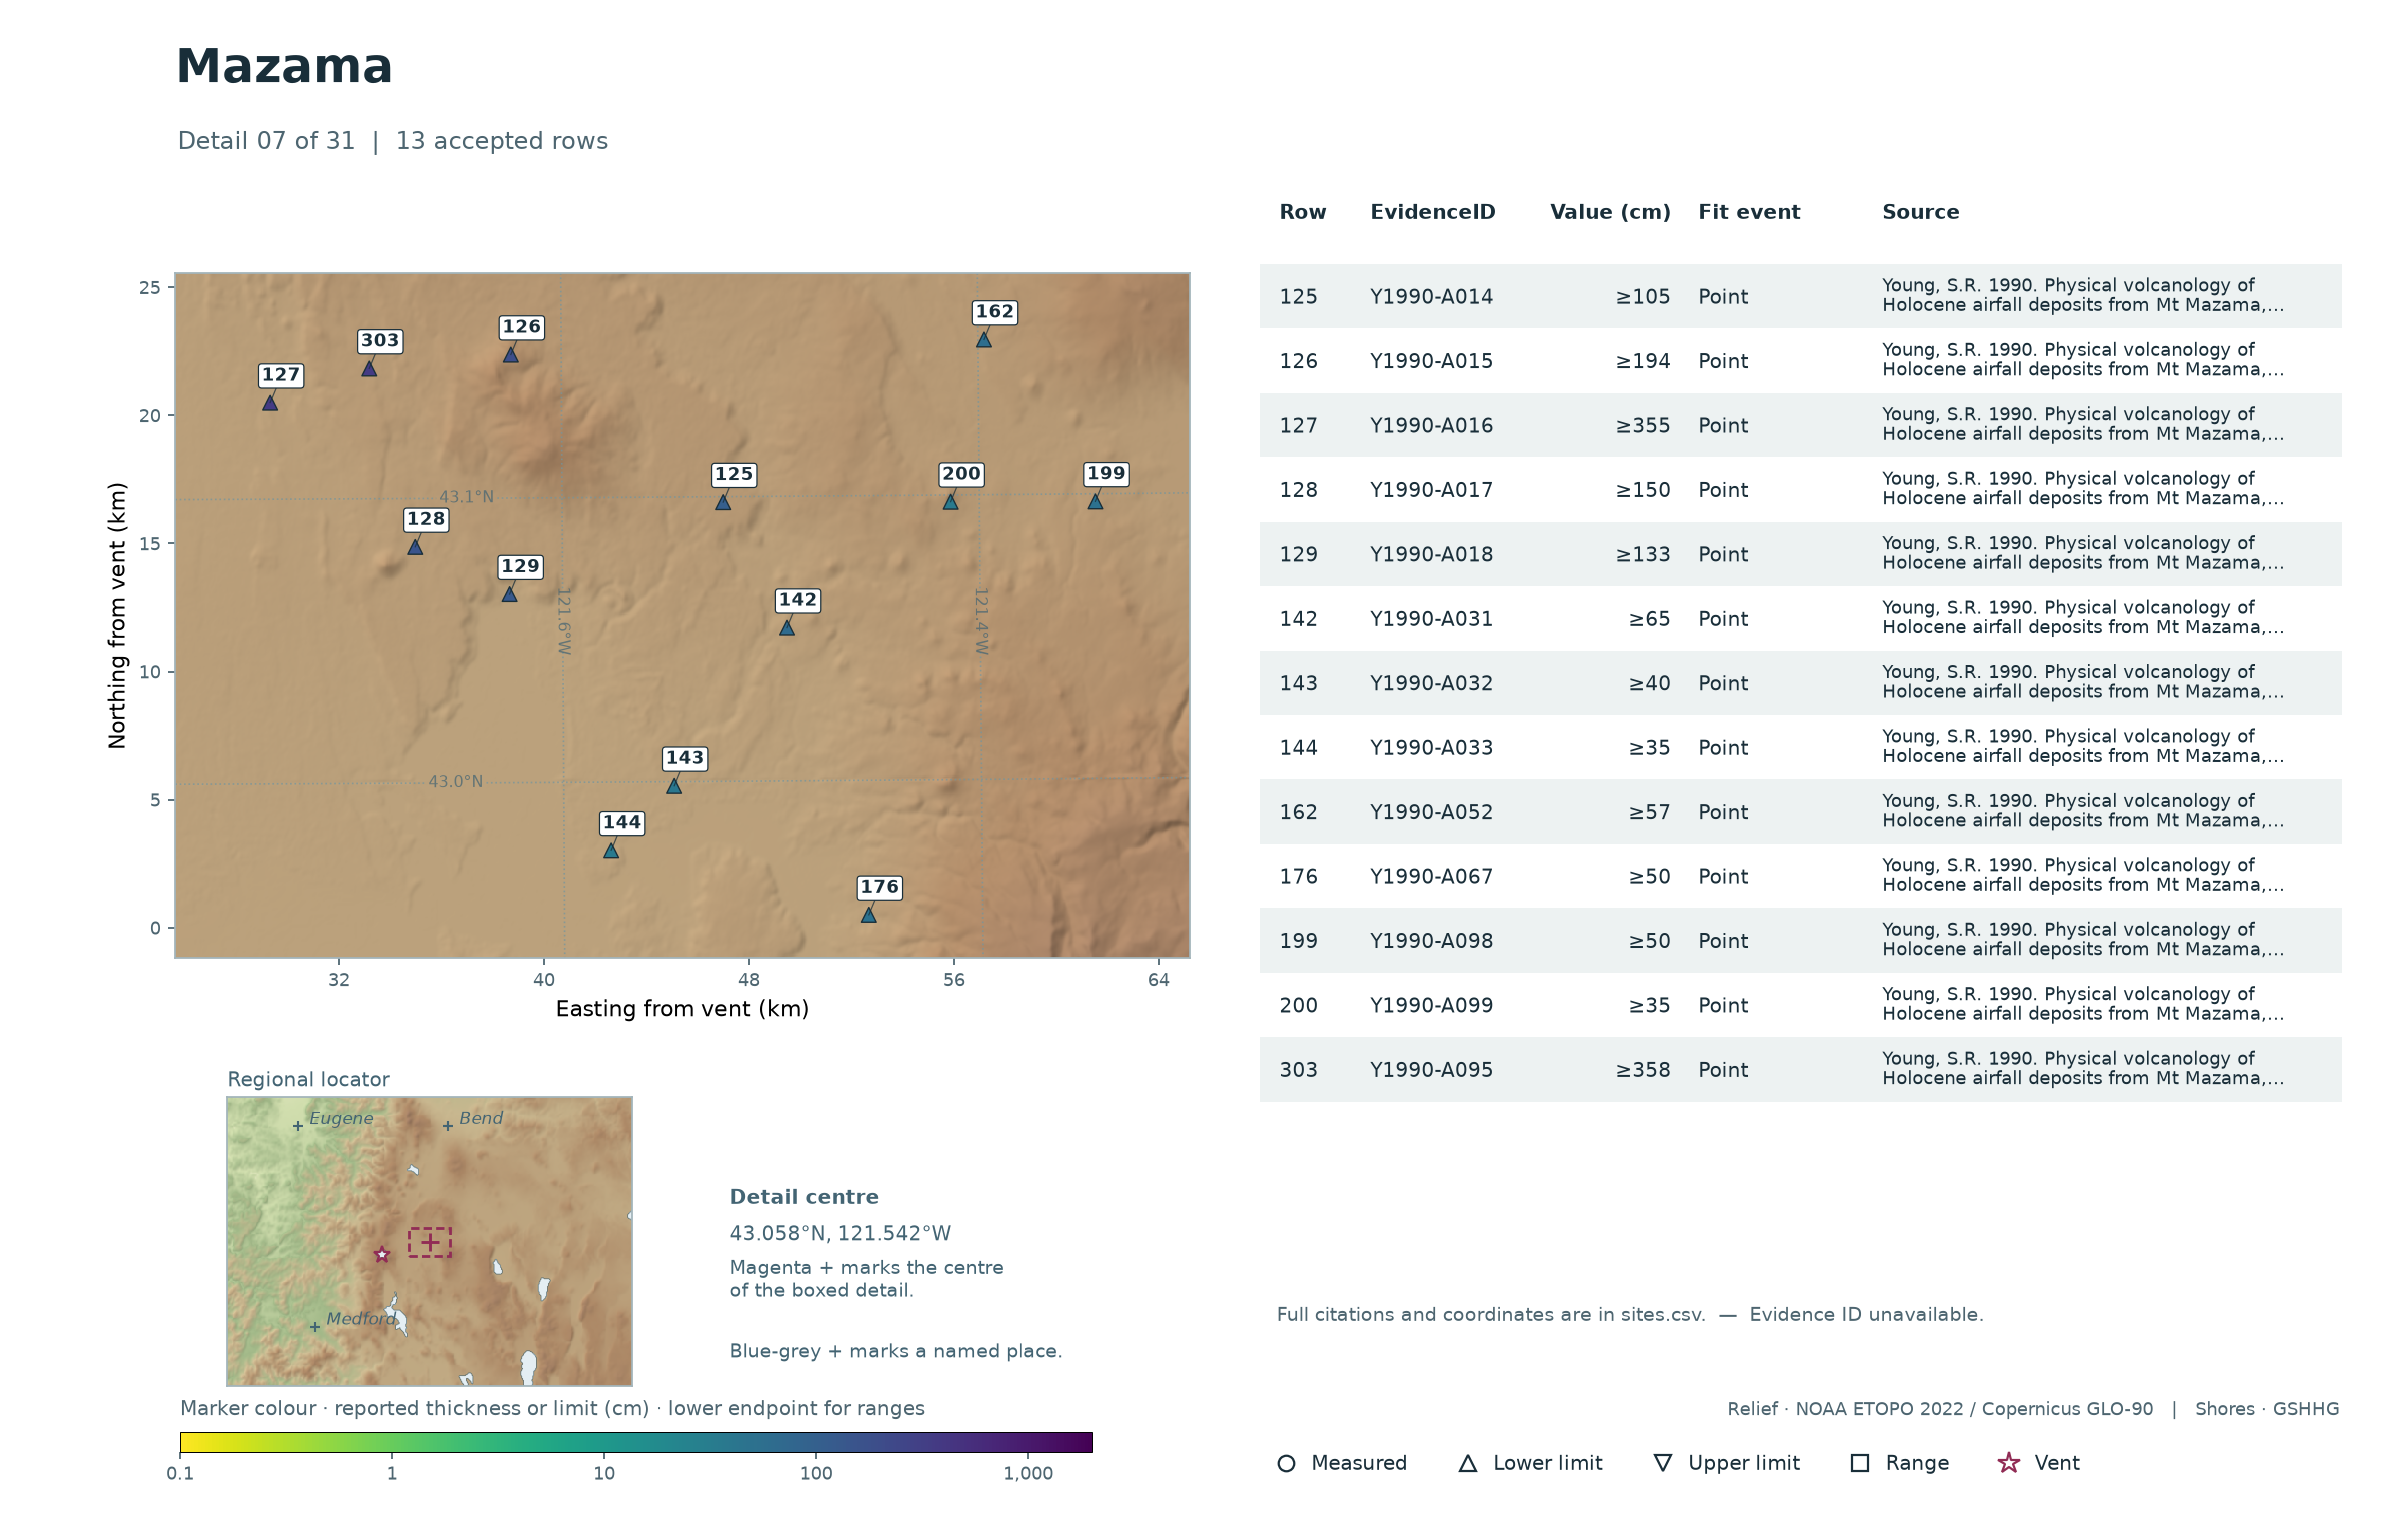 Mazama
Detail 07 of 31 | 13 accepted rows
Row EvidenceID Value (cm) Fit event Source
125 Y1990-A014 ≥105 Point Young, S.R. 1990. Physical volcanology of
Holocene airfall deposits from Mt Mazama,...
126 Y1990-A015 ≥194 Point Young, S.R. 1990. Physical volcanology of
Holocene airfall deposits from Mt Mazama,...
127 Y1990-A016 ≥355 Point Young, S.R. 1990. Physical volcanology of
Holocene airfall deposits from Mt Mazama,...
128 Y1990-A017 ≥150 Point Young, S.R. 1990. Physical volcanology of
Holocene airfall deposits from Mt Mazama,...
129 Y1990-A018 ≥133 Point Young, S.R. 1990. Physical volcanology of
Holocene airfall deposits from Mt Mazama,...
142 Y1990-A031 ≥65 Point Young, S.R. 1990. Physical volcanology of
Holocene airfall deposits from Mt Mazama,...
143 Y1990-A032 ≥40 Point Young, S.R. 1990. Physical volcanology of
Holocene airfall deposits from Mt Mazama,...
144 Y1990-A033 ≥35 Point Young, S.R. 1990. Physical volcanology of
Holocene airfall deposits from Mt Mazama,...
162 Y1990-A052 ≥57 Point Young, S.R. 1990. Physical volcanology of
Holocene airfall deposits from Mt Mazama,...
176 Y1990-A067 ≥50 Point Young, S.R. 1990. Physical volcanology of
Holocene airfall deposits from Mt Mazama,...
199 Y1990-A098 ≥50 Point Young, S.R. 1990. Physical volcanology of
Holocene airfall deposits from Mt Mazama,...
200 Y1990-A099 ≥35 Point Young, S.R. 1990. Physical volcanology of
Holocene airfall deposits from Mt Mazama,...
303 Y1990-A095 ≥358 Point Young, S.R. 1990. Physical volcanology of
Holocene airfall deposits from Mt Mazama,...
Northing from vent (km)
25
20
15
10
5
0
162
126
303
127
125
200
199
43.1°N
128
129
142
121.6°W
121.4°W
143
43.0°N
144
176
32 40 48 56 64
Easting from vent (km)
Regional locator
Eugene
Bend
Medford
Detail centre
43.058°N, 121.542°W
Magenta + marks the centre
of the boxed detail.
Blue-grey + marks a named place.
Full citations and coordinates are in sites.csv. — Evidence ID unavailable.
Marker colour · reported thickness or limit (cm) · lower endpoint for ranges
0.1 1 10 100 1,000
Relief · NOAA ETOPO 2022 / Copernicus GLO-90 | Shores · GSHHG
Measured Lower limit Upper limit Range Vent